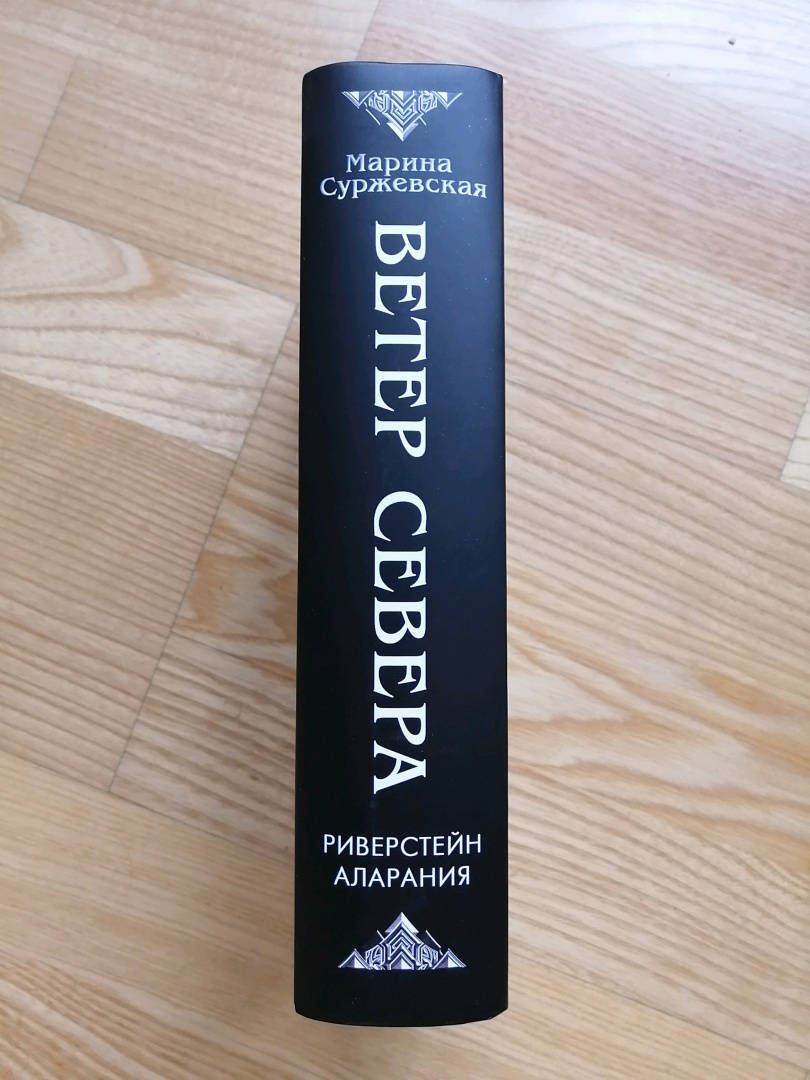 Марина
Суржевская
ВЕТЕР СЕВЕРА
РИВЕРСТЕЙН
АЛАРАНИЯ